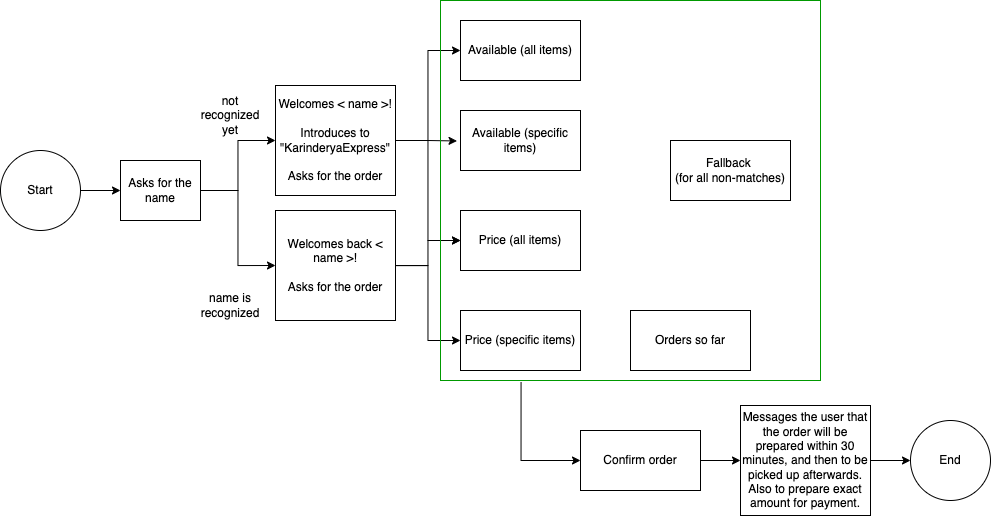 Start
Asks for the
name
not
recognized
yet
name is
recognized
Welcomes < name >!
Introduces to
"KarinderyaExpress"
Asks for the order
Welcomes back <
name >!
Asks for the order
Available (all items)
Available (specific
items)
Price (all items)
Price (specific items)
Fallback
(for all non-matches)
Orders so far
Confirm order
Messages the user that
the order will be
prepared within 30
minutes, and then to be
picked up afterwards.
Also to prepare exact
amount for payment.
End